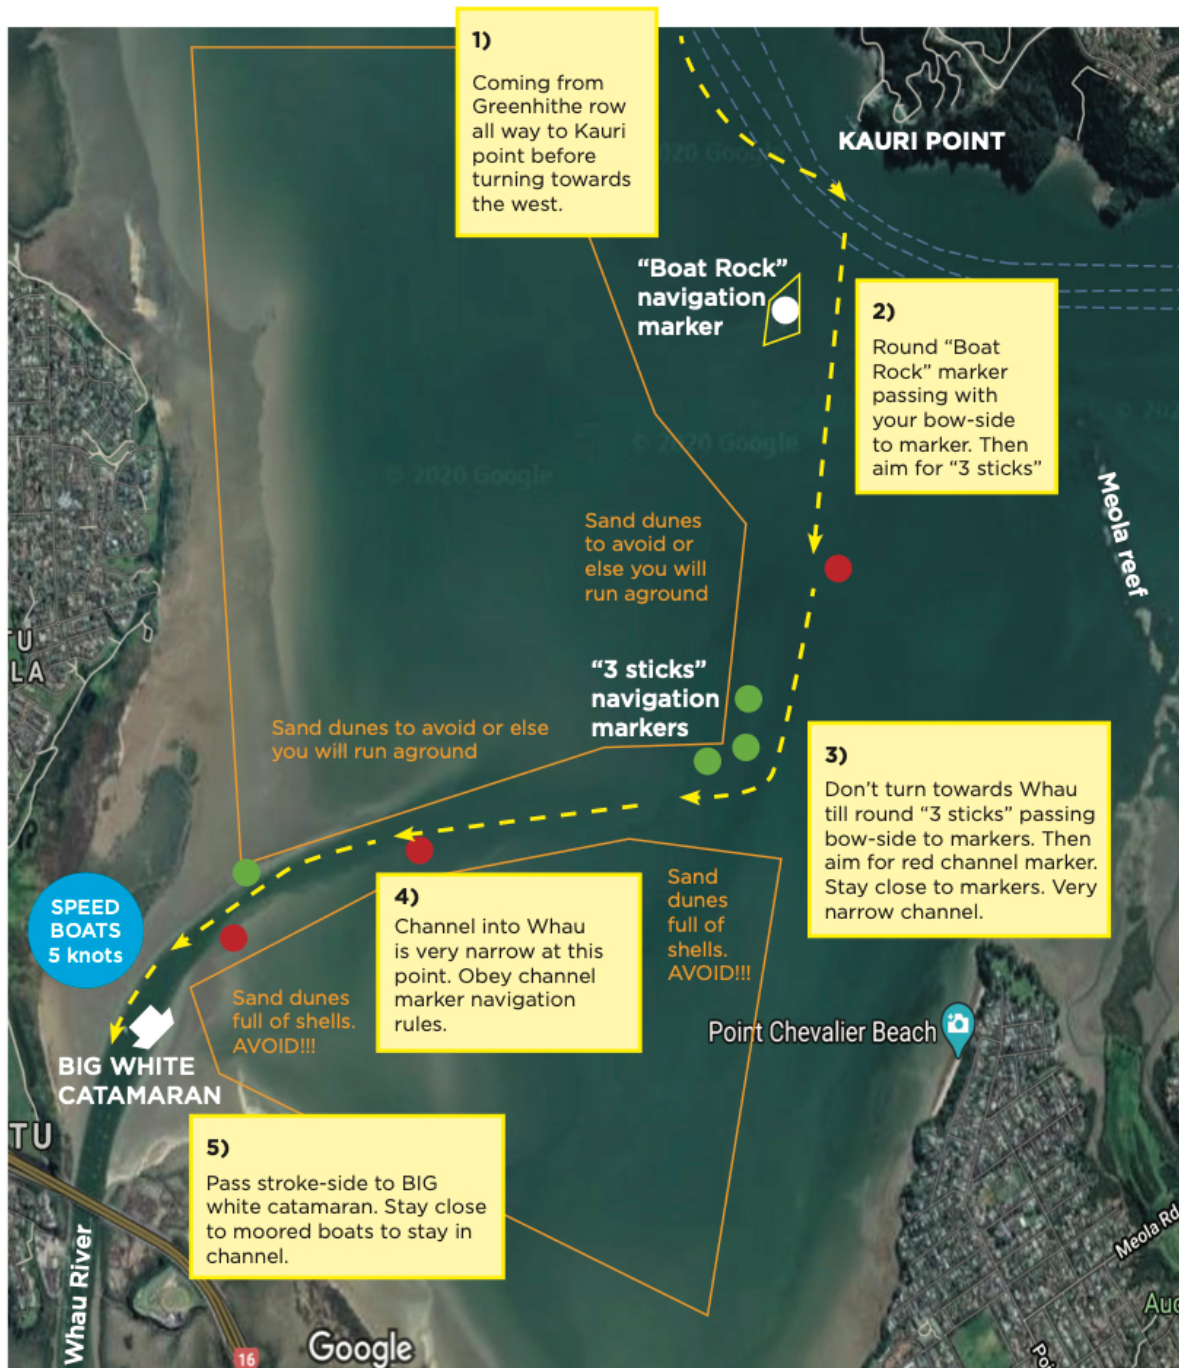 1)
Coming from
Greenhithe row
all way to Kauri
point before
turning towards
the west.
KAURI POINT
2020 Google
“Boat Rock”
navigation
marker
2)
Round “Boat
Rock” marker
passing with
your bow-side
to marker. Then
aim for “3 sticks”
© 2020 Google
© 2020 Google
Meola reef
Sand dunes
to avoid or
else you will
run aground
TU
LA
“3 sticks”
navigation
markers
Sand dunes to avoid or else
you will run aground
3)
Don’t turn towards Whau
till round “3 sticks” passing
bow-side to markers. Then
aim for red channel marker.
Stay close to markers. Very
narrow channel.
SPEED
BOATS
5 knots
4)
Channel into Whau
is very narrow at this
point. Obey channel
marker navigation
rules.
Sand
dunes
full of
shells.
AVOID!!!
Sand dunes
full of shells.
AVOID!!!
Point Chevalier Beach
BIG WHITE
CATAMARAN
TU
5)
Pass stroke-side to BIG
white catamaran. Stay close
to moored boats to stay in
channel.
Whau River
Meola Rd
16
Google